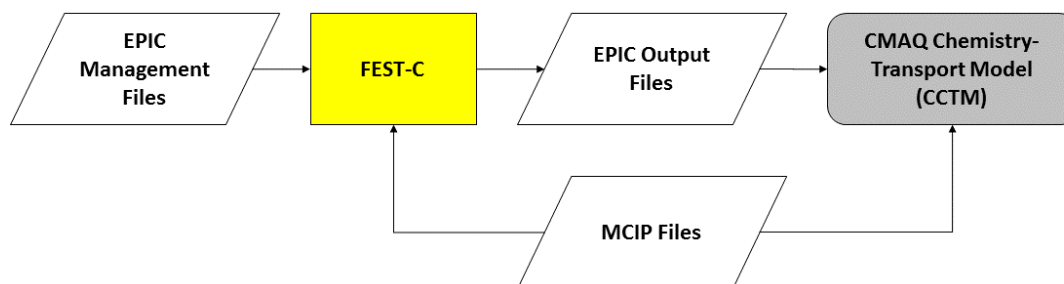 EPIC
Management
Files
FEST-C
EPIC Output
Files
CMAQ Chemistry-
Transport Model
(CCTM)
MCIP Files